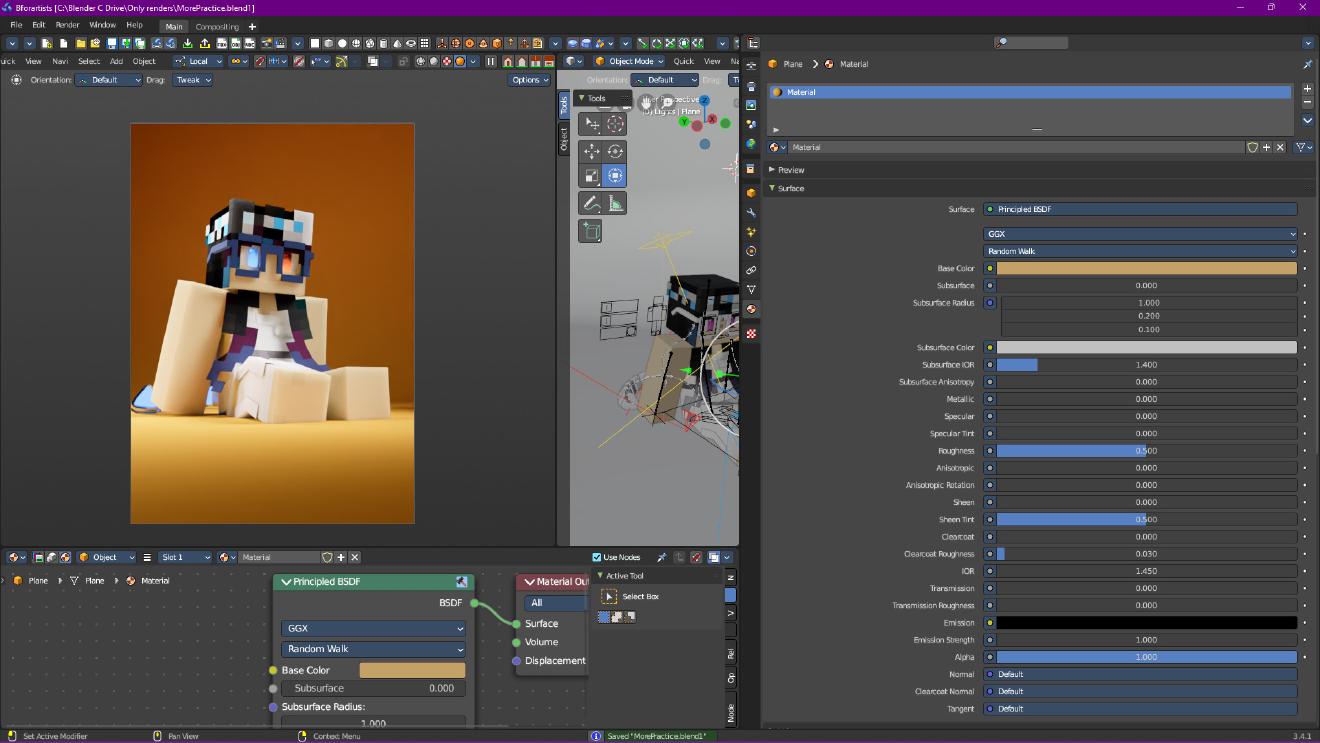 Bforartists [C:\Blender C Drive\Only renders\MorePractice.blend1]
File Edit Render Window Help Main Compositing
View Navi Select Add Object Local
Object Mode Quick View
Orientation: Default Drag: Tweak Options
Orientation: Default Drag:
Tools
Tools
Object
Plane Material
Material
Material
Preview
Surface
Surface Principled BSDF
GGX
Random Walk
Base Color
Subsurface 0.000
Subsurface Radius 1.000
0.200
0.100
Subsurface Color
Subsurface IOR 1.400
Subsurface Anisotropy 0.000
Metallic 0.000
Specular 0.000
Specular Tint 0.000
Roughness 0.500
Anisotropic 0.000
Anisotropic Rotation 0.000
Sheen 0.000
Sheen Tint 0.500
Clearcoat 0.000
Clearcoat Roughness 0.030
IOR 1.450
Transmission 0.000
Transmission Roughness 0.000
Emission
Emission Strength 1.000
Alpha 1.000
Normal Default
Clearcoat Normal Default
Tangent Default
Object Slot 1 Material Use Nodes
Plane Plane Material
Principled BSDF
BSDF
GGX
Random Walk
Base Color
Subsurface 0.000
Subsurface Radius:
1.000
Material Ou
All
Surface
Volume
Displacement
Active Tool
Select Box
Node
Set Active Modifier Pan View Context Menu Saved "MorePractice.blend1" 3.4.1